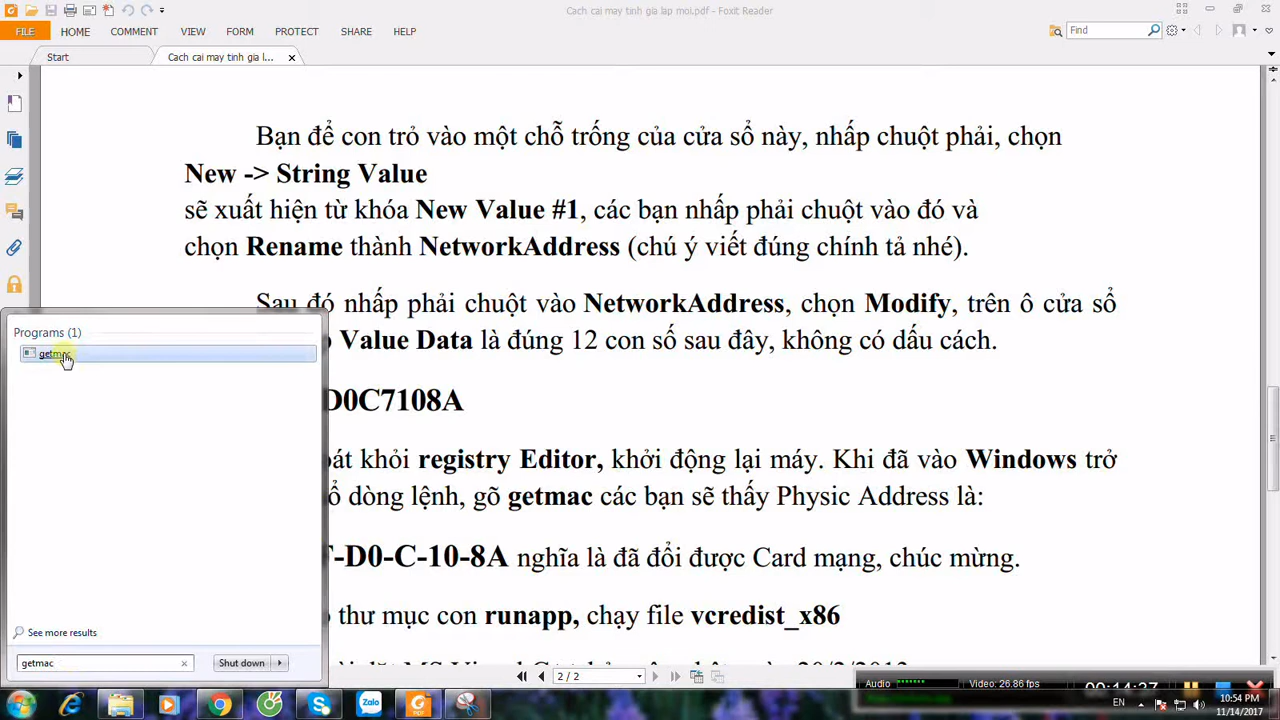 Cach cai may tinh gia lap moi.pdf - Foxit Reader
FILE HOME COMMENT VIEW FORM PROTECT SHARE HELP Find
Start Cach cai may tinh gia l...
Bạn để con trỏ vào một chỗ trống của cửa sổ này, nhấp chuột phải, chọn
New -> String Value
sẽ xuất hiện từ khóa New Value #1, các bạn nhấp phải chuột vào đó và
chọn Rename thành NetworkAddress (chú ý viết đúng chính tả nhé).
Sau đó nhấp phải chuột vào NetworkAddress, chọn Modify, trên ô cửa sổ
Value Data là đúng 12 con số sau đây, không có dấu cách.
D0C7108A
khỏi registry Editor, khởi động lại máy. Khi đã vào Windows trở
dòng lệnh, gõ getmac các bạn sẽ thấy Physic Address là:
-D0-C-10-8A nghĩa là đã đổi được Card mạng, chúc mừng.
thư mục con runapp, chạy file vcredist_x86
Programs (1)
getmac
See more results
getmac Shut down
2 / 2
Audio Video: 26.86 fps 00:14:37
Zalo PDF EN 10:54 PM
11/14/2017